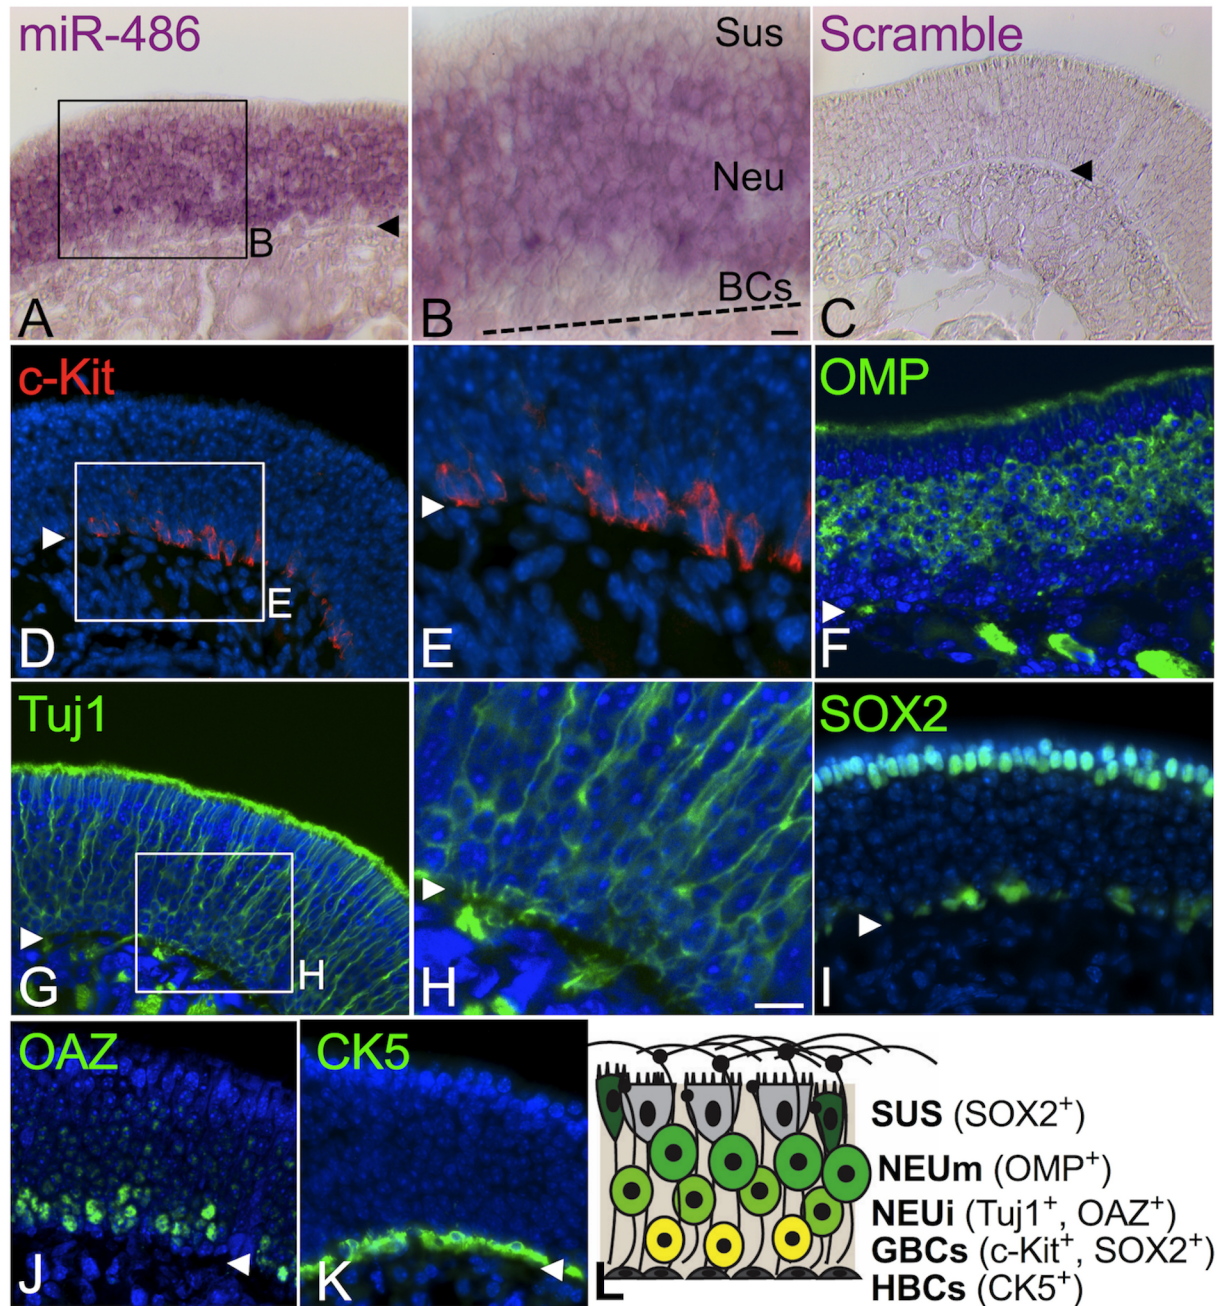 miR-486
Sus
Scramble
Neu
B
BCs
A
B
C
c-Kit
OMP
E
D
E
F
Tuj1
SOX2
H
G
H
I
OAZ
CK5
SUS (SOX2⁺)
NEUm (OMP⁺)
NEUi (Tuj1⁺, OAZ⁺)
GBCs (c-Kit⁺, SOX2⁺)
HBCs (CK5⁺)
J
K
L